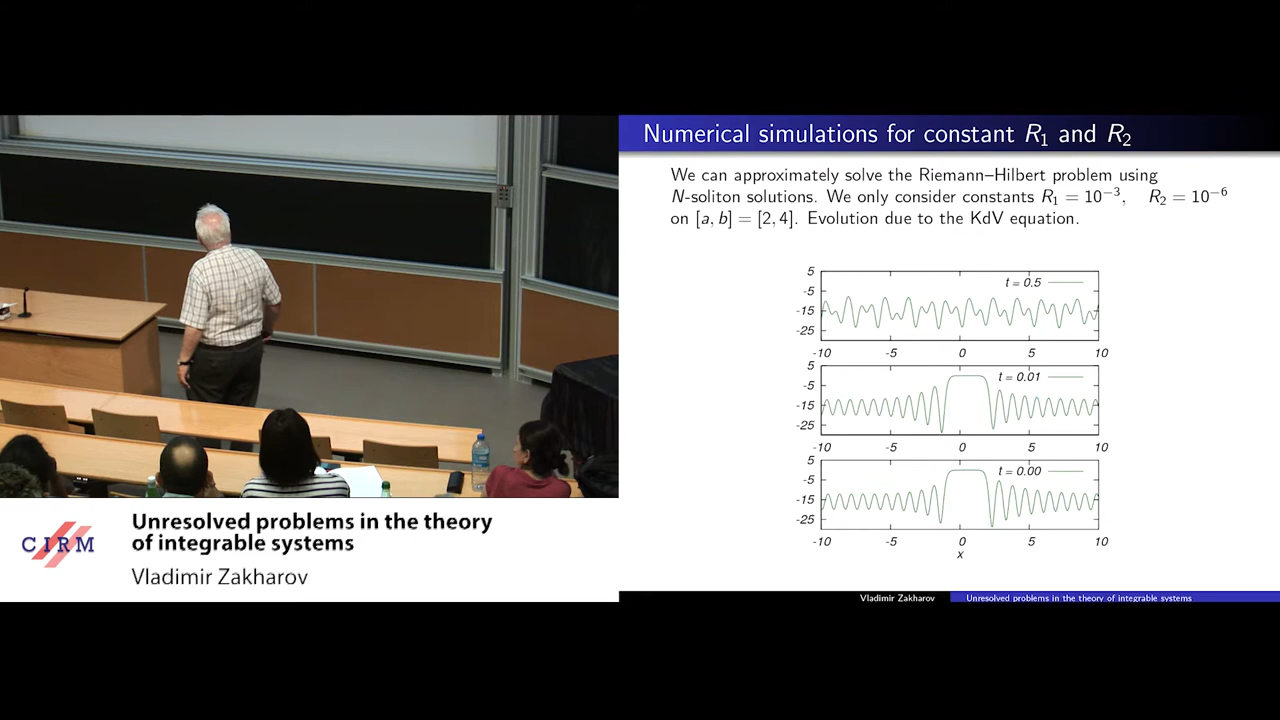 Numerical simulations for constant R₁ and R₂
We can approximately solve the Riemann–Hilbert problem using
N-soliton solutions. We only consider constants R₁ = 10⁻³, R₂ = 10⁻⁶
on [a, b] = [2, 4]. Evolution due to the KdV equation.
5
-5
-15
-25
t = 0.5
-10 -5 0 5 10
5
-5
-15
-25
t = 0.01
-10 -5 0 5 10
5
-5
-15
-25
t = 0.00
-10 -5 0 5 10
x
Vladimir Zakharov Unresolved problems in the theory of integrable systems
CIRM
Unresolved problems in the theory
of integrable systems
Vladimir Zakharov